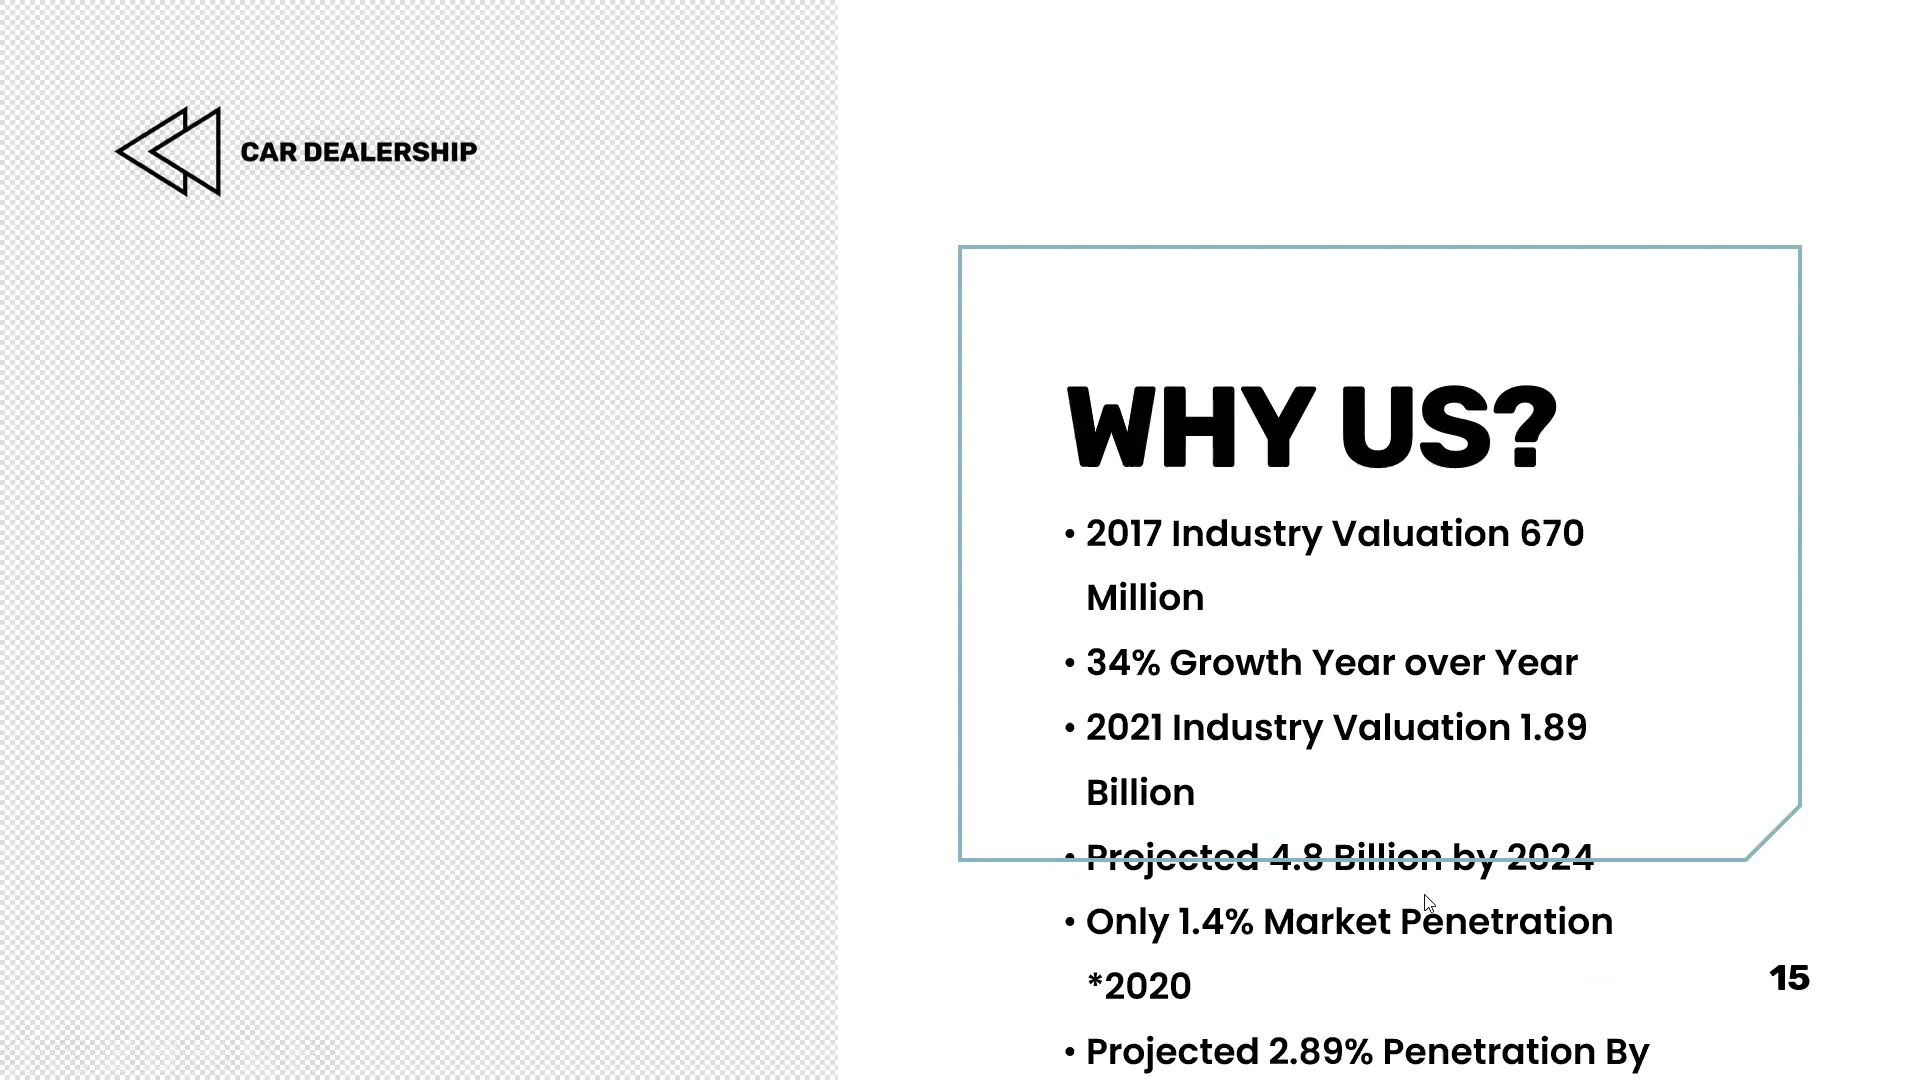 CAR DEALERSHIP
WHY US?
• 2017 Industry Valuation 670
Million
• 34% Growth Year over Year
• 2021 Industry Valuation 1.89
Billion
• Projected 4.8 Billion by 2024
• Only 1.4% Market Penetration
*2020
• Projected 2.89% Penetration By
15